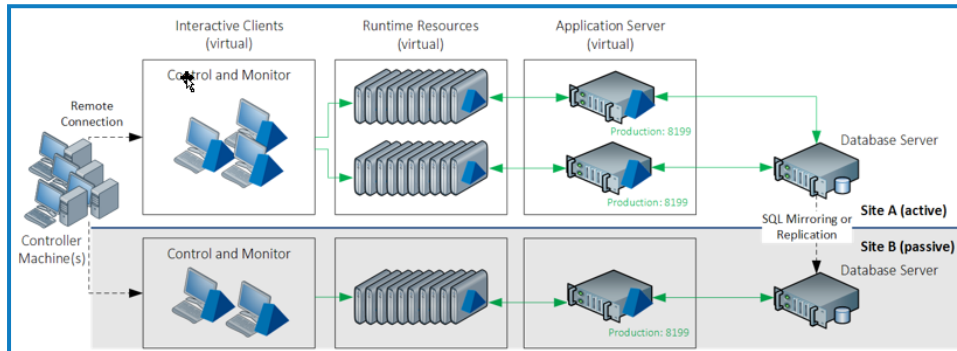 Interactive Clients
(virtual)
Runtime Resources
(virtual)
Application Server
(virtual)
Control and Monitor
Remote
Connection
Production: 8199
Database Server
Production: 8199
Site A (active)
SQL Mirroring or
Replication
Site B (passive)
Controller
Machine(s)
Control and Monitor
Database Server
Production: 8199